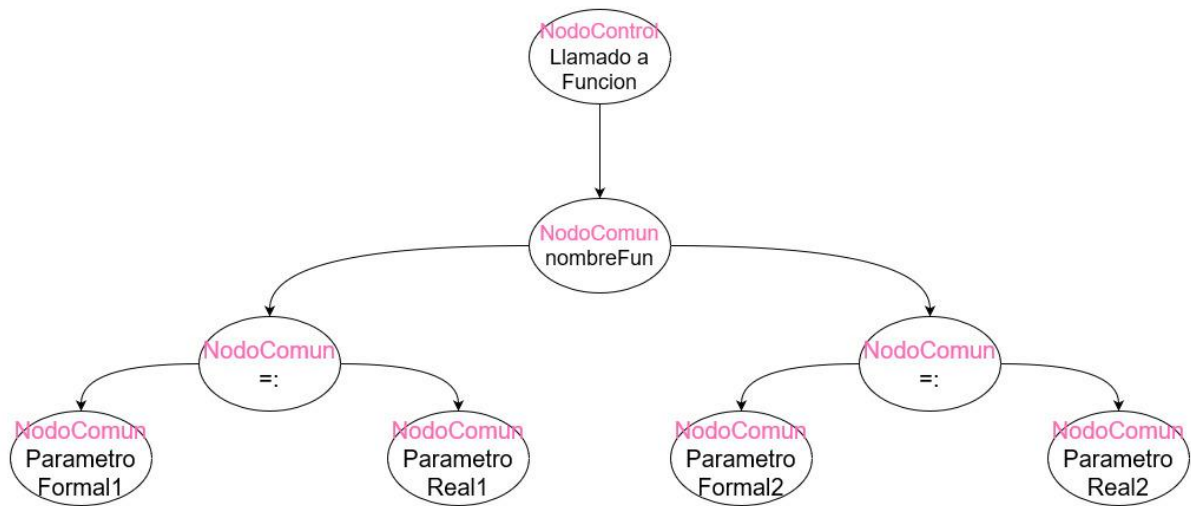 NodoControl
Llamado a
Funcion
NodoComun
nombreFun
NodoComun
=:
NodoComun
=:
NodoComun
Parametro
Formal1
NodoComun
Parametro
Real1
NodoComun
Parametro
Formal2
NodoComun
Parametro
Real2